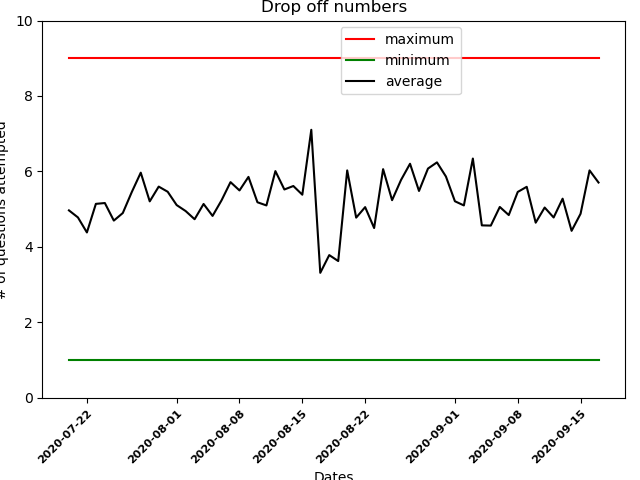 Drop off numbers
10
8
6
4
2
0
# of questions attempted
maximum
minimum
average
2020-07-22
2020-08-01
2020-08-08
2020-08-15
2020-08-22
2020-09-01
2020-09-08
2020-09-15
Dates